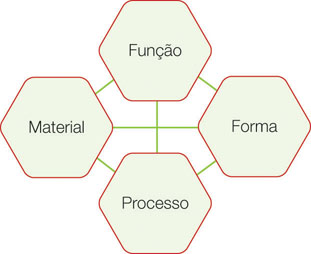 Função
Material
Forma
Processo